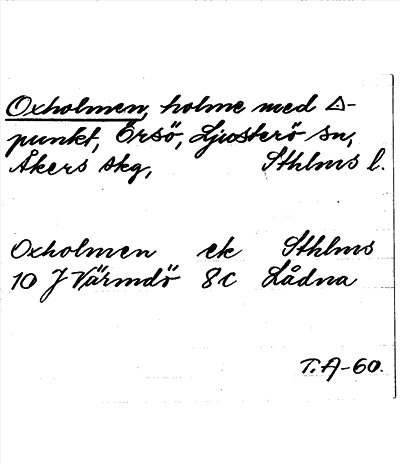 Oxholmen, holme med △-
punkt, Örsö, Ljusterö sn,
Åkers skg, Sthlms l.
Oxholmen ek Sthlms
10 J Värmdö 8c Lådna
T.A-60.